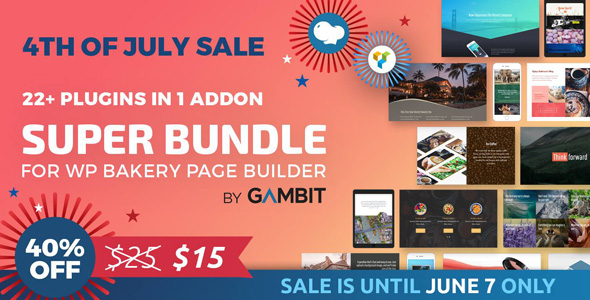 4TH OF JULY SALE
22+ PLUGINS IN 1 ADDON
SUPER BUNDLE
FOR WP BAKERY PAGE BUILDER
BY GAMBIT
40%
OFF
$25 $15
SALE IS UNTIL JUNE 7 ONLY
Think forward